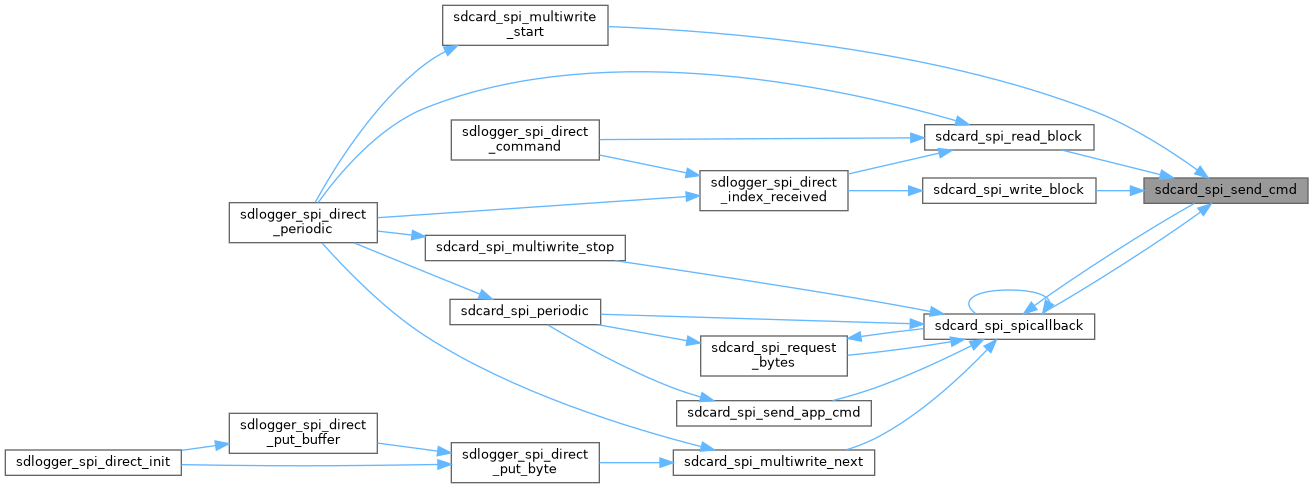 sdcard_spi_multiwrite
_start
sdlogger_spi_direct
_command
sdcard_spi_read_block
sdlogger_spi_direct
_index_received
sdcard_spi_write_block
sdcard_spi_send_cmd
sdlogger_spi_direct
_periodic
sdcard_spi_multiwrite_stop
sdcard_spi_periodic
sdcard_spi_spicallback
sdcard_spi_request
_bytes
sdcard_spi_send_app_cmd
sdlogger_spi_direct
_put_buffer
sdlogger_spi_direct_init
sdlogger_spi_direct
_put_byte
sdcard_spi_multiwrite_next